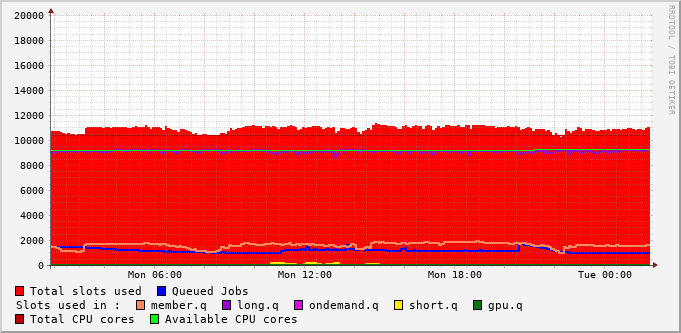 RRDTOOL / TOBI OETIKER
20000
18000
16000
14000
12000
10000
8000
6000
4000
2000
0
Mon 06:00 Mon 12:00 Mon 18:00 Tue 00:00
Total slots used Queued Jobs
Slots used in : member.q long.q ondemand.q short.q gpu.q
Total CPU cores Available CPU cores